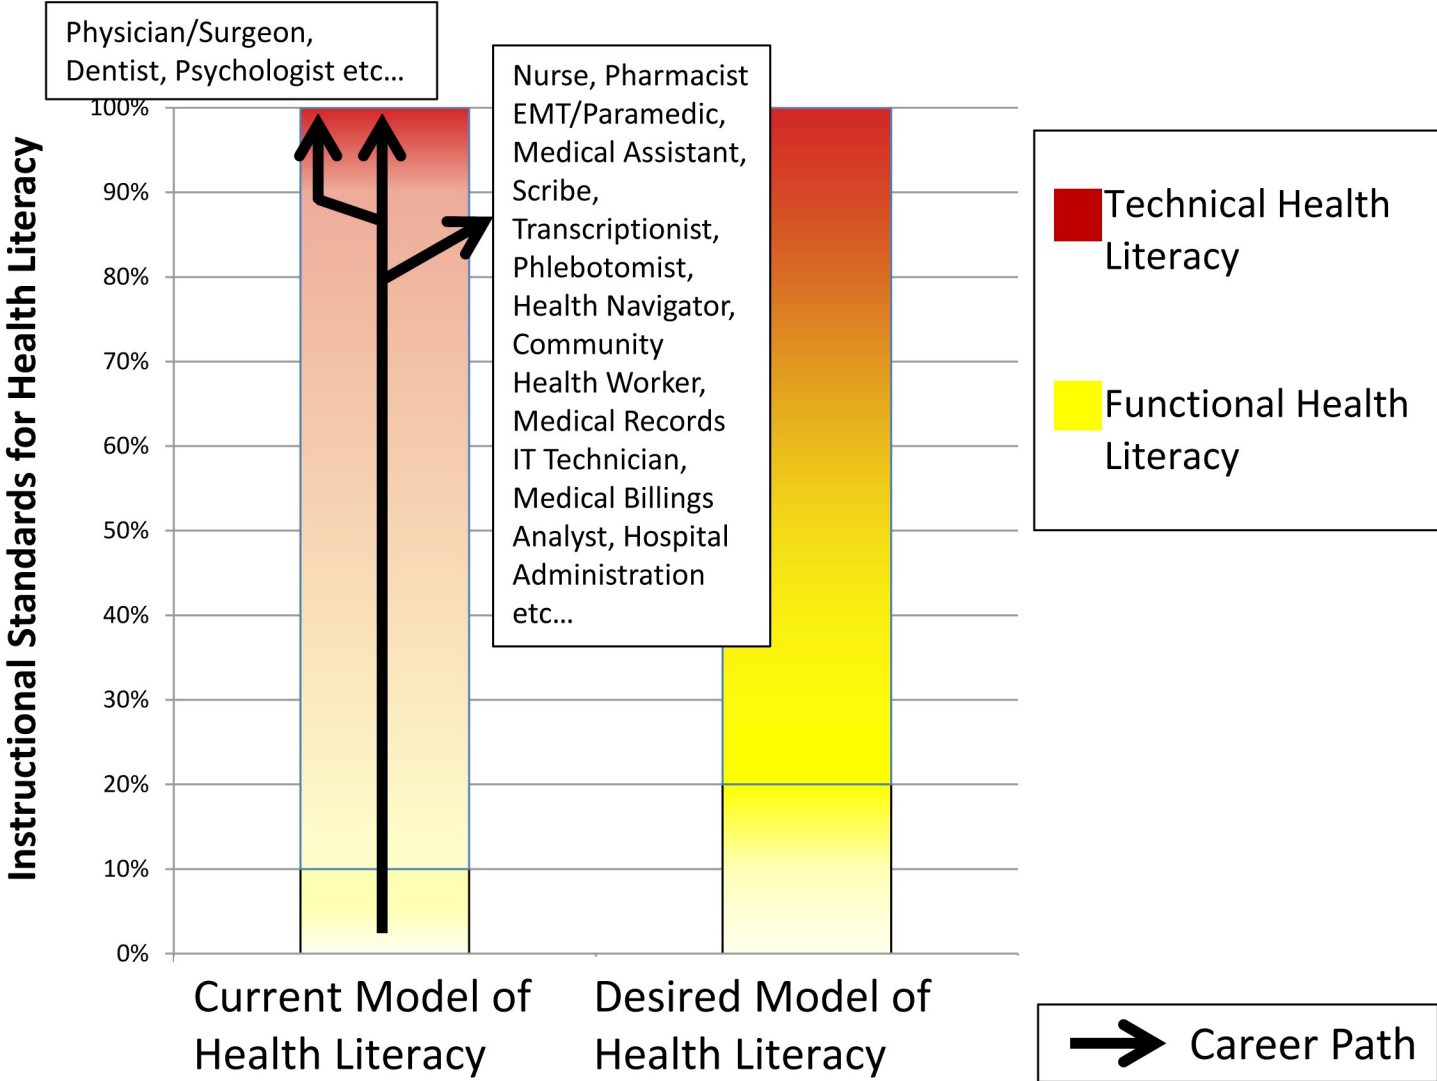 Physician/Surgeon,
Dentist, Psychologist etc...
Nurse, Pharmacist
EMT/Paramedic,
Medical Assistant,
Scribe,
Transcriptionist,
Phlebotomist,
Health Navigator,
Community
Health Worker,
Medical Records
IT Technician,
Medical Billings
Analyst, Hospital
Administration
etc...
Instructional Standards for Health Literacy
100%
90%
80%
70%
60%
50%
40%
30%
20%
10%
0%
Technical Health
Literacy
Functional Health
Literacy
Current Model of
Health Literacy
Desired Model of
Health Literacy
Career Path